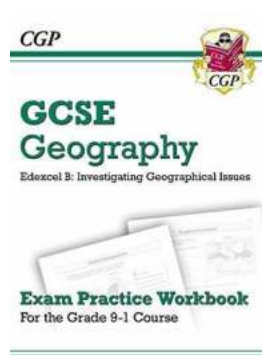 CGP
CGP
GCSE
Geography
Edexcel B: Investigating Geographical Issues
Exam Practice Workbook
For the Grade 9-1 Course